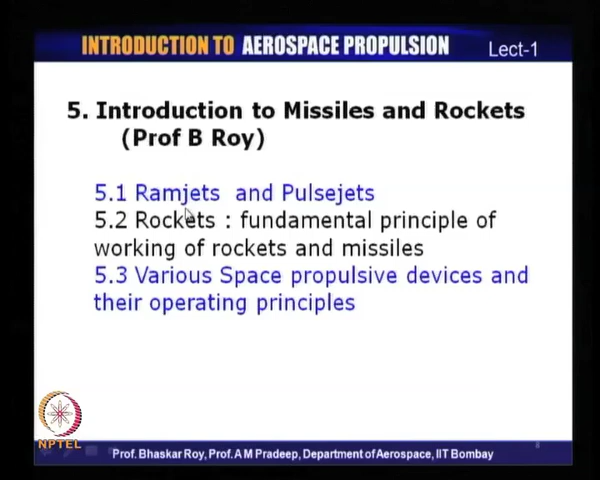 INTRODUCTION TO AEROSPACE PROPULSION Lect-1
5. Introduction to Missiles and Rockets
(Prof B Roy)
5.1 Ramjets and Pulsejets
5.2 Rockets : fundamental principle of
working of rockets and missiles
5.3 Various Space propulsive devices and
their operating principles
NPTEL
Prof. Bhaskar Roy, Prof. A M Pradeep, Department of Aerospace, IIT Bombay